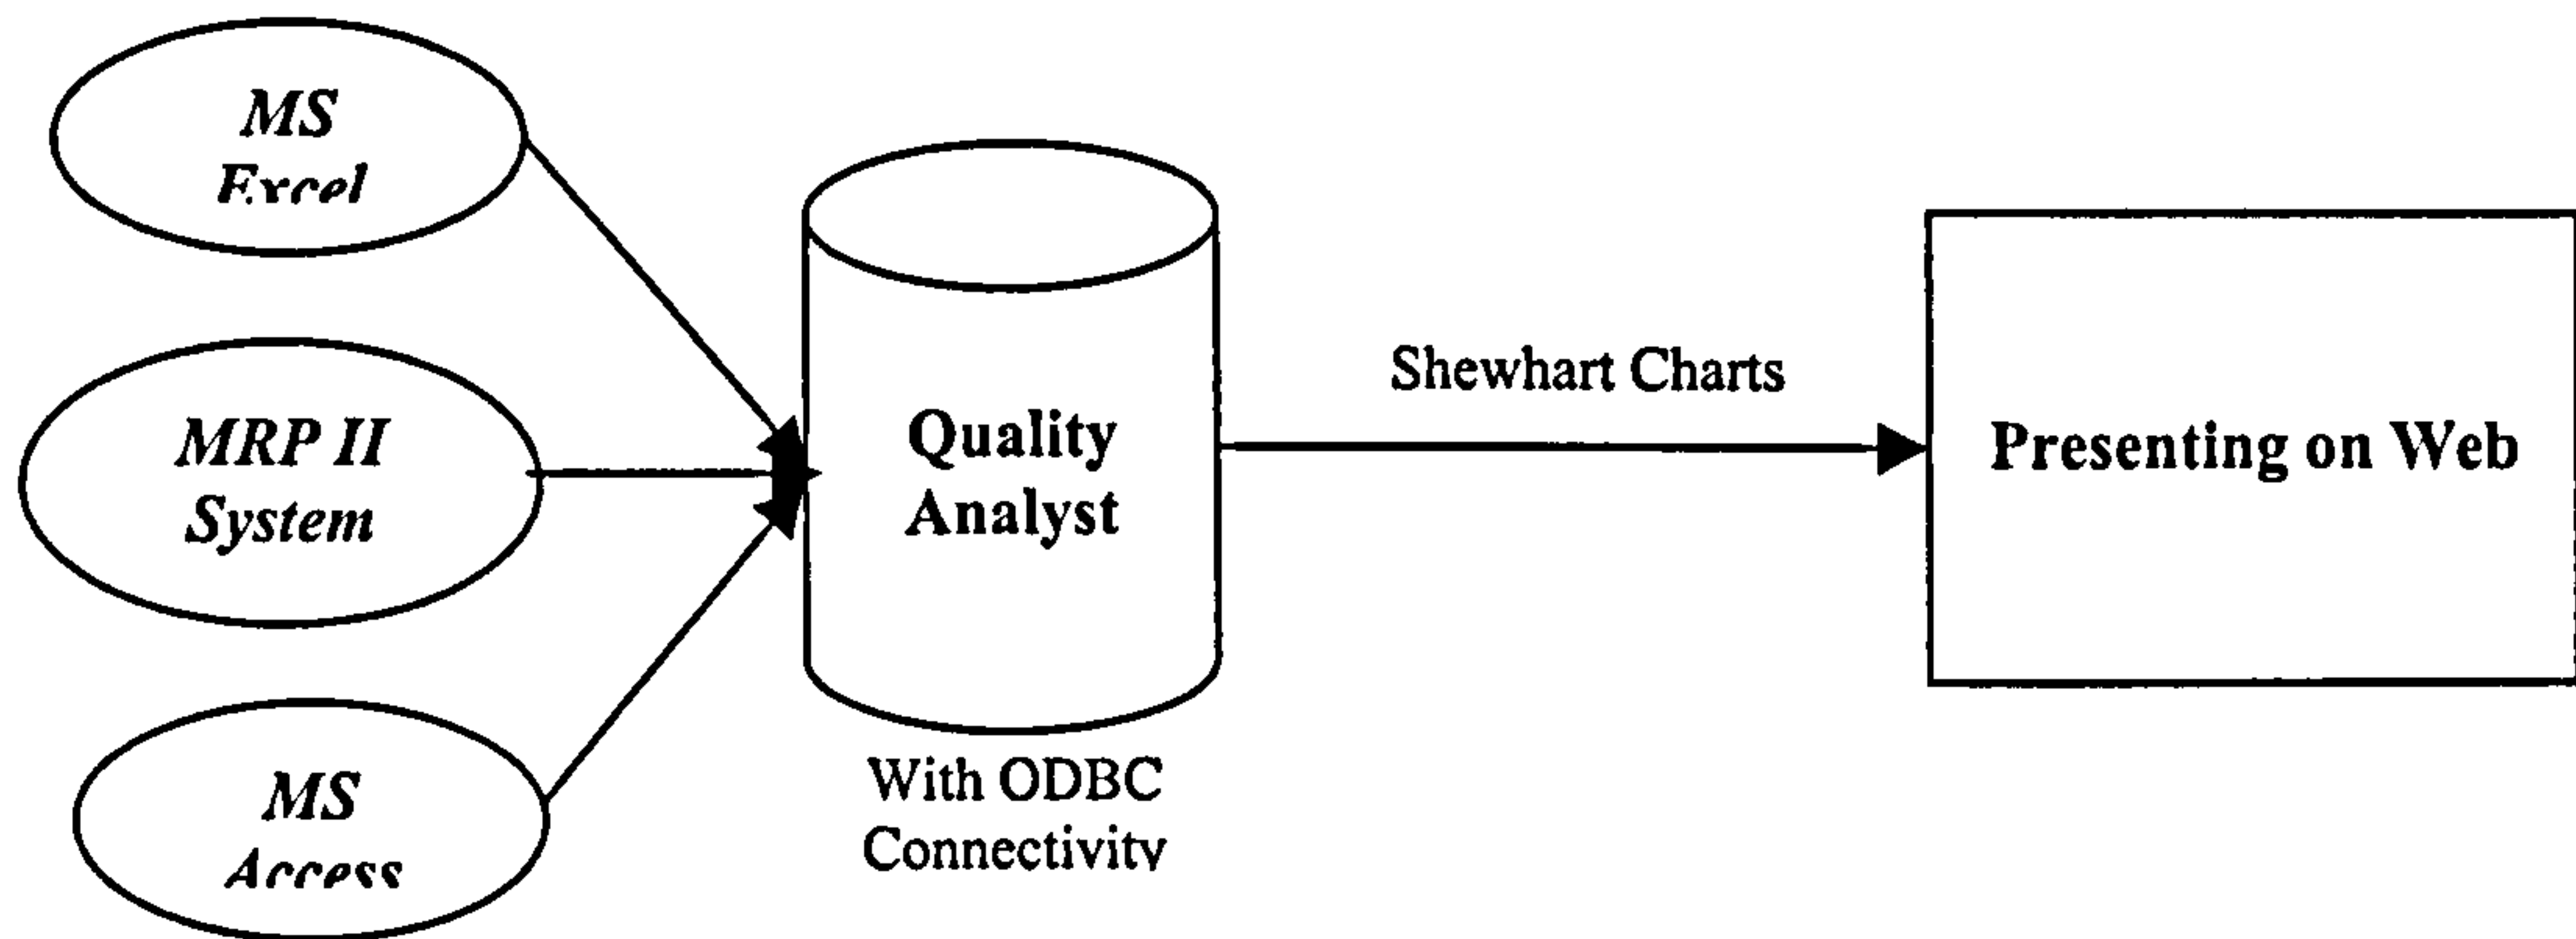 MS
Excel
MRP II
System
MS
Access
Quality
Analyst
With ODBC
Connectivity
Shewhart Charts
Presenting on Web